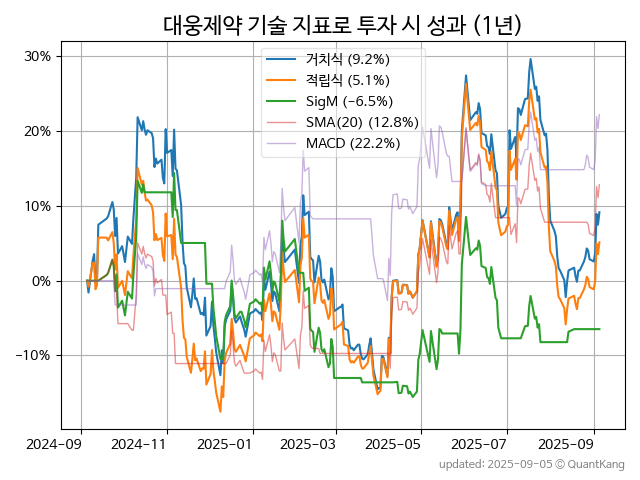 대웅제약 기술 지표로 투자 시 성과 (1년)
거치식 (9.2%)
적립식 (5.1%)
SigM (−6.5%)
SMA(20) (12.8%)
MACD (22.2%)
30%
20%
10%
0%
−10%
2024−09
2024−11
2025−01
2025−03
2025−05
2025−07
2025−09
updated: 2025−09−05 ⓒ QuantKang